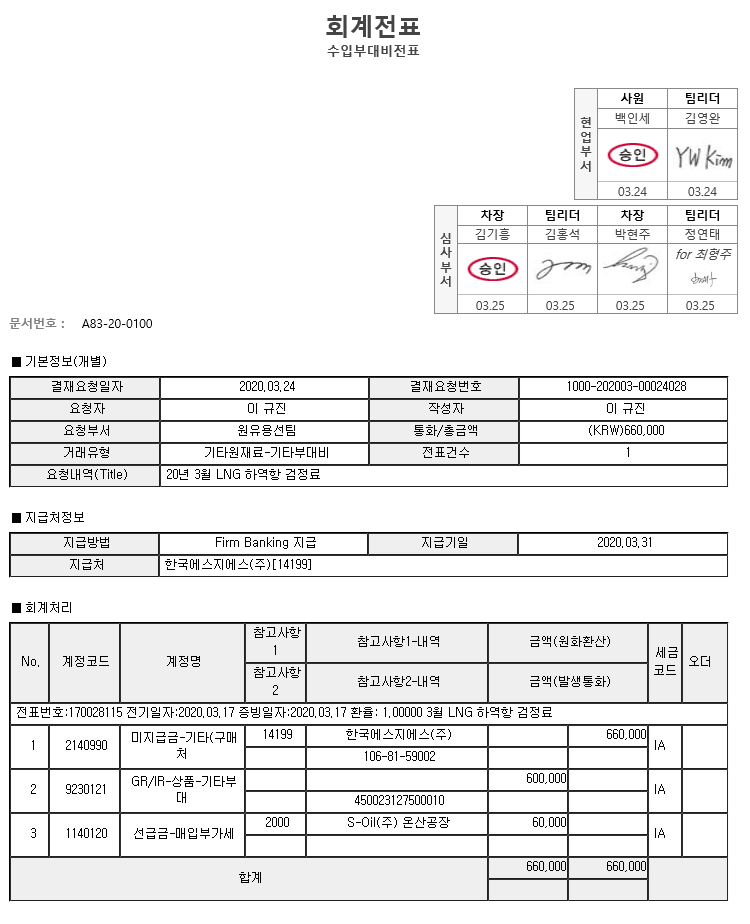 회계전표
수입부대비전표
현업부서
사원 팀리더
백인세 김영완
승인 YW Kim
03.24 03.24
심사부서
차장 팀리더 차장 팀리더
김기흥 김홍석 박현주 정연태
승인 for 최형주
03.25 03.25 03.25 03.25
문서번호 : A83-20-0100
■ 기본정보(개별)
결재요청일자 2020.03.24 결재요청번호 1000-202003-00024028
요청자 이 규진 작성자 이 규진
요청부서 원유용선팀 통화/총금액 (KRW)660,000
거래유형 기타원재료-기타부대비 전표건수 1
요청내역(Title) 20년 3월 LNG 하역항 검정료
■ 지급처정보
지급방법 Firm Banking 지급 지급기일 2020.03.31
지급처 한국에스지에스(주)[14199]
■ 회계처리
No. 계정코드 계정명 참고사항1 참고사항1-내역 금액(원화환산) 세금코드 오더
참고사항2 참고사항2-내역 금액(발생통화)
전표번호:170028115 전기일자:2020.03.17 증빙일자:2020.03.17 환율: 1.00000 3월 LNG 하역항 검정료
1 2140990 미지급금-기타(구매처 14199 한국에스지에스(주) 660,000 IA
106-81-59002
2 9230121 GR/IR-상품-기타부대 600,000 IA
450023127500010
3 1140120 선급금-매입부가세 2000 S-Oil(주) 온산공장 60,000 IA
합계 660,000 660,000